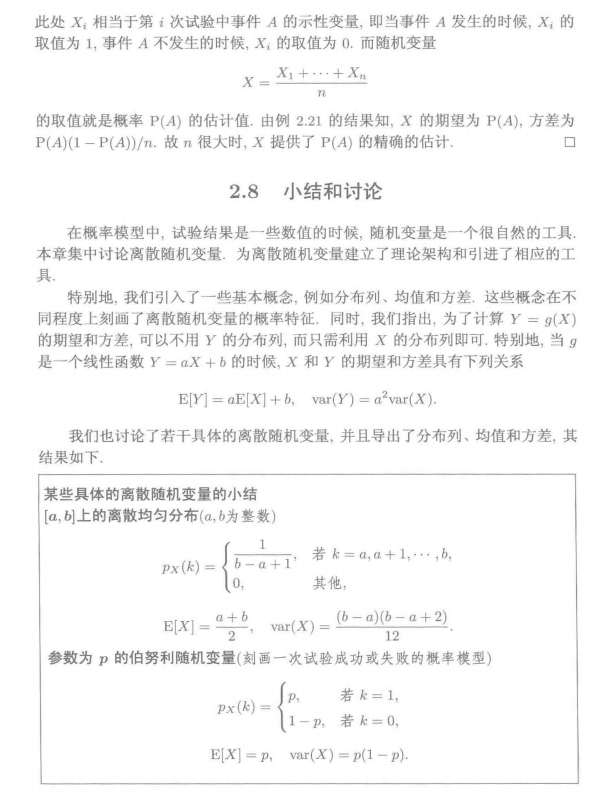 此处 X_i 相当于第 i 次试验中事件 A 的示性变量, 即当事件 A 发生的时候, X_i 的
取值为 1, 事件 A 不发生的时候, X_i 的取值为 0. 而随机变量
X = \frac{X_1 + \cdots + X_n}{n}
的取值就是概率 P(A) 的估计值. 由例 2.21 的结果知, X 的期望为 P(A), 方差为
P(A)(1 − P(A))/n. 故 n 很大时, X 提供了 P(A) 的精确的估计. □
2.8 小结和讨论
在概率模型中, 试验结果是一些数值的时候, 随机变量是一个很自然的工具.
本章集中讨论离散随机变量. 为离散随机变量建立了理论架构和引进了相应的工
具.
特别地, 我们引入了一些基本概念, 例如分布列、均值和方差. 这些概念在不
同程度上刻画了离散随机变量的概率特征. 同时, 我们指出, 为了计算 Y = g(X)
的期望和方差, 可以不用 Y 的分布列, 而只需利用 X 的分布列即可. 特别地, 当 g
是一个线性函数 Y = aX + b 的时候, X 和 Y 的期望和方差具有下列关系
E[Y] = aE[X] + b, var(Y) = a²var(X).
我们也讨论了若干具体的离散随机变量, 并且导出了分布列、均值和方差, 其
结果如下.
某些具体的离散随机变量的小结
[a, b]上的离散均匀分布(a, b为整数)
p_X(k) = \begin{cases} \frac{1}{b-a+1}, & 若 k = a, a+1, \cdots, b, \\ 0, & 其他, \end{cases}
E[X] = \frac{a+b}{2}, var(X) = \frac{(b-a)(b-a+2)}{12}.
参数为 p 的伯努利随机变量(刻画一次试验成功或失败的概率模型)
p_X(k) = \begin{cases} p, & 若 k = 1, \\ 1-p, & 若 k = 0, \end{cases}
E[X] = p, var(X) = p(1 − p).